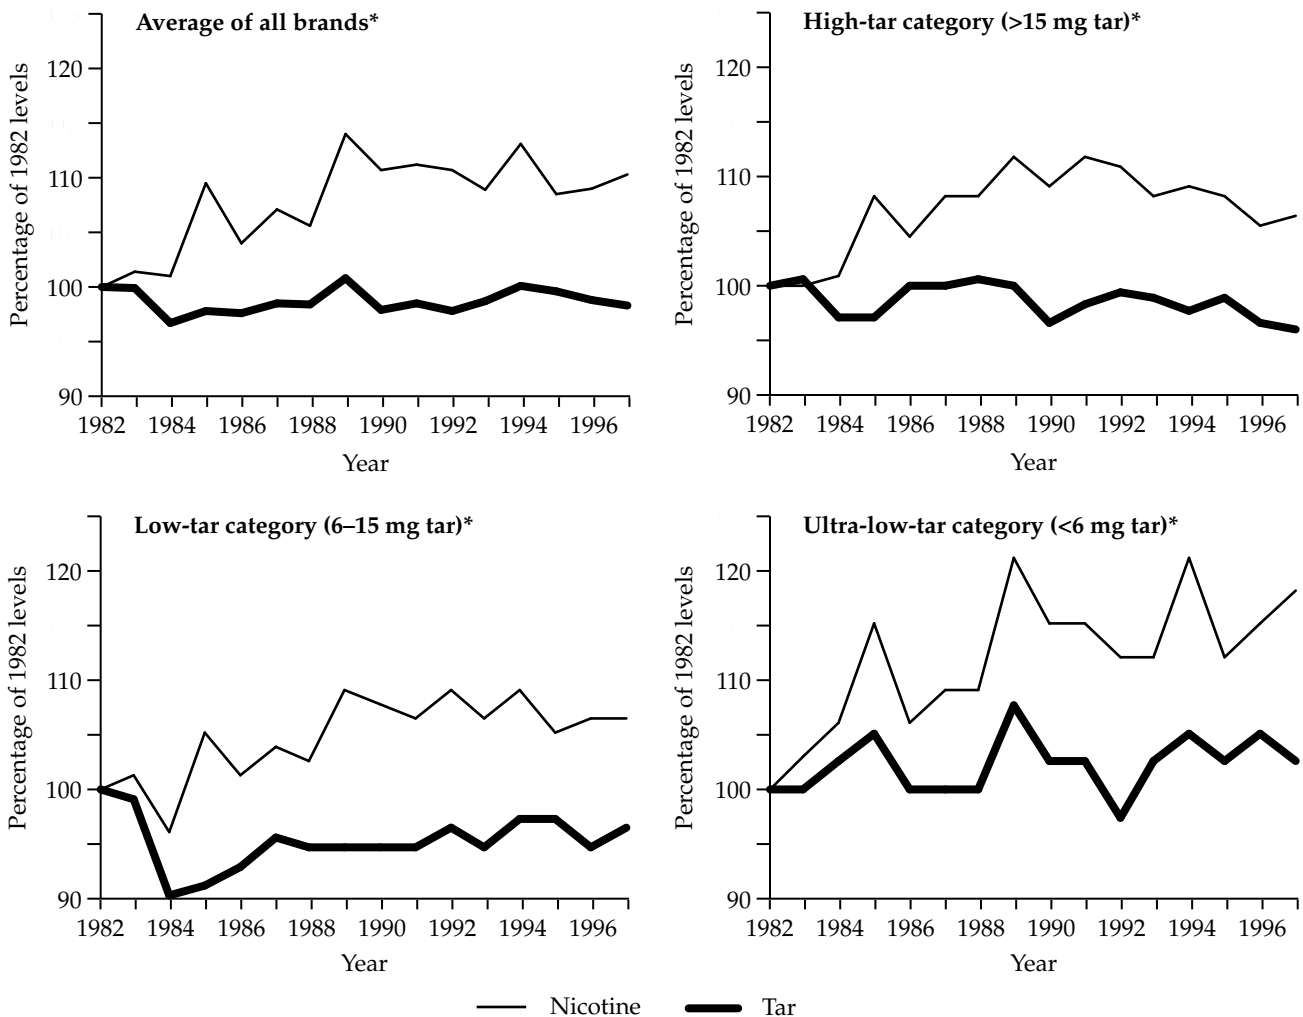 Average of all brands*
Percentage of 1982 levels
120
110
100
90
1982 1984 1986 1988 1990 1992 1994 1996
Year
High-tar category (>15 mg tar)*
Percentage of 1982 levels
120
110
100
90
1982 1984 1986 1988 1990 1992 1994 1996
Year
Low-tar category (6–15 mg tar)*
Percentage of 1982 levels
120
110
100
90
1982 1984 1986 1988 1990 1992 1994 1996
Year
Ultra-low-tar category (<6 mg tar)*
Percentage of 1982 levels
120
110
100
90
1982 1984 1986 1988 1990 1992 1994 1996
Year
Nicotine Tar